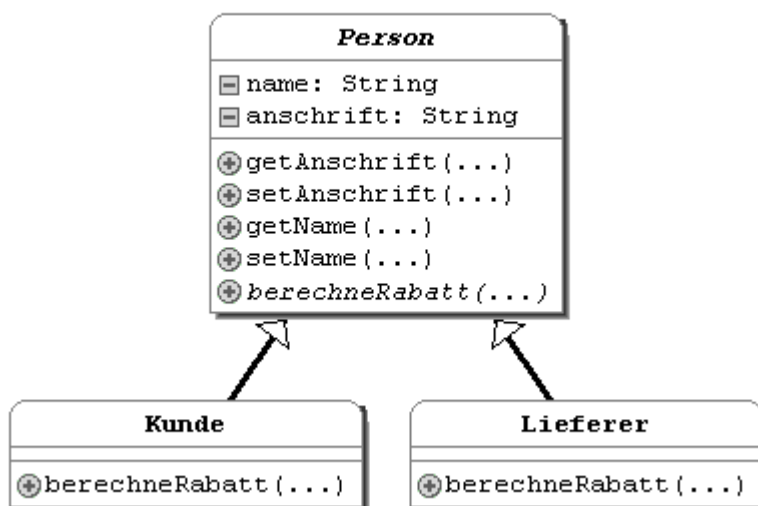 Person
name: String
anschrift: String
getAnschrift(...)
setAnschrift(...)
getName(...)
setName(...)
berechneRabatt(...)
Kunde
berechneRabatt(...)
Lieferer
berechneRabatt(...)